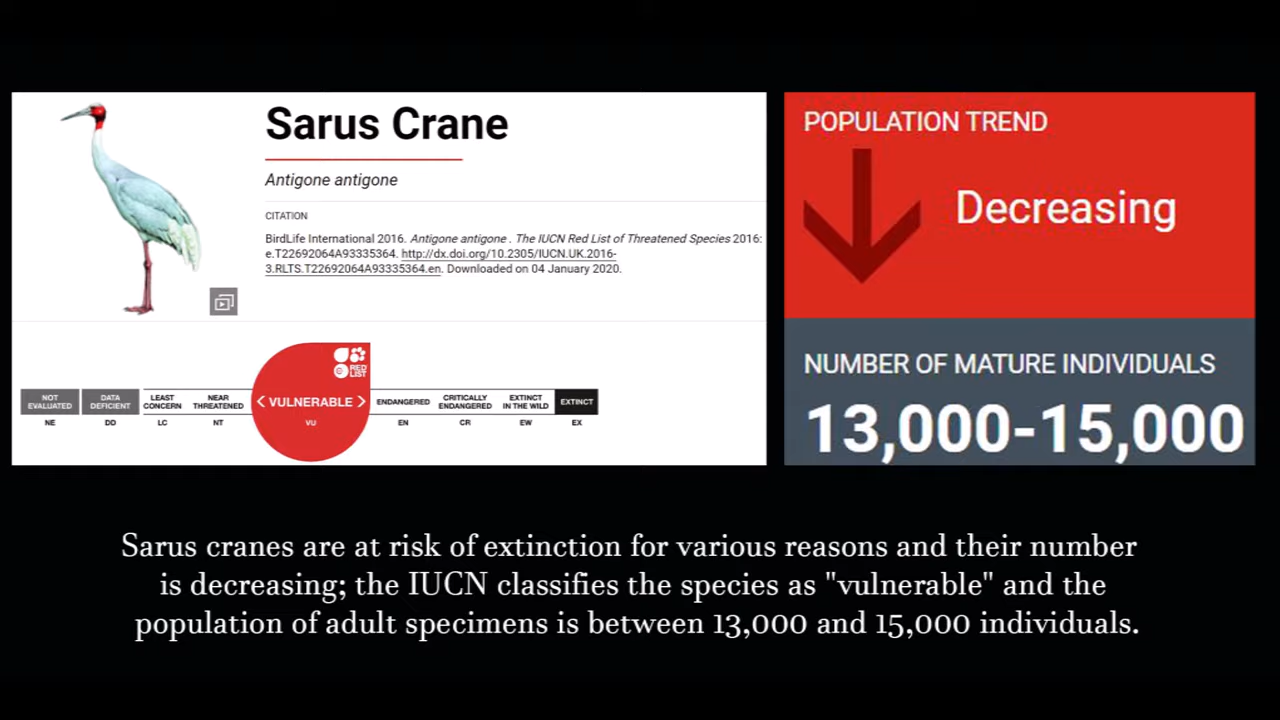 Sarus Crane
Antigone antigone
CITATION
BirdLife International 2016. Antigone antigone . The IUCN Red List of Threatened Species 2016:
e.T22692064A93335364. http://dx.doi.org/10.2305/IUCN.UK.2016-
3.RLTS.T22692064A93335364.en. Downloaded on 04 January 2020.
RED
LIST
NOT
EVALUATED
NE
DATA
DEFICIENT
DD
LEAST
CONCERN
LC
NEAR
THREATENED
NT
< VULNERABLE >
VU
ENDANGERED
EN
CRITICALLY
ENDANGERED
CR
EXTINCT
IN THE WILD
EW
EXTINCT
EX
POPULATION TREND
Decreasing
NUMBER OF MATURE INDIVIDUALS
13,000-15,000
Sarus cranes are at risk of extinction for various reasons and their number
is decreasing; the IUCN classifies the species as "vulnerable" and the
population of adult specimens is between 13,000 and 15,000 individuals.